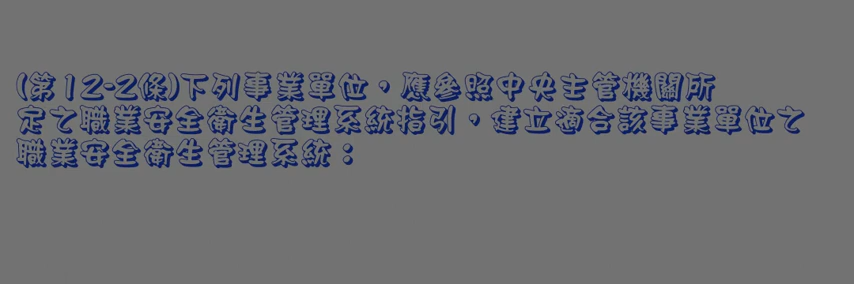 (第12-2條)下列事業單位，應參照中央主管機關所
定之職業安全衛生管理系統指引，建立適合該事業單位之
職業安全衛生管理系統：